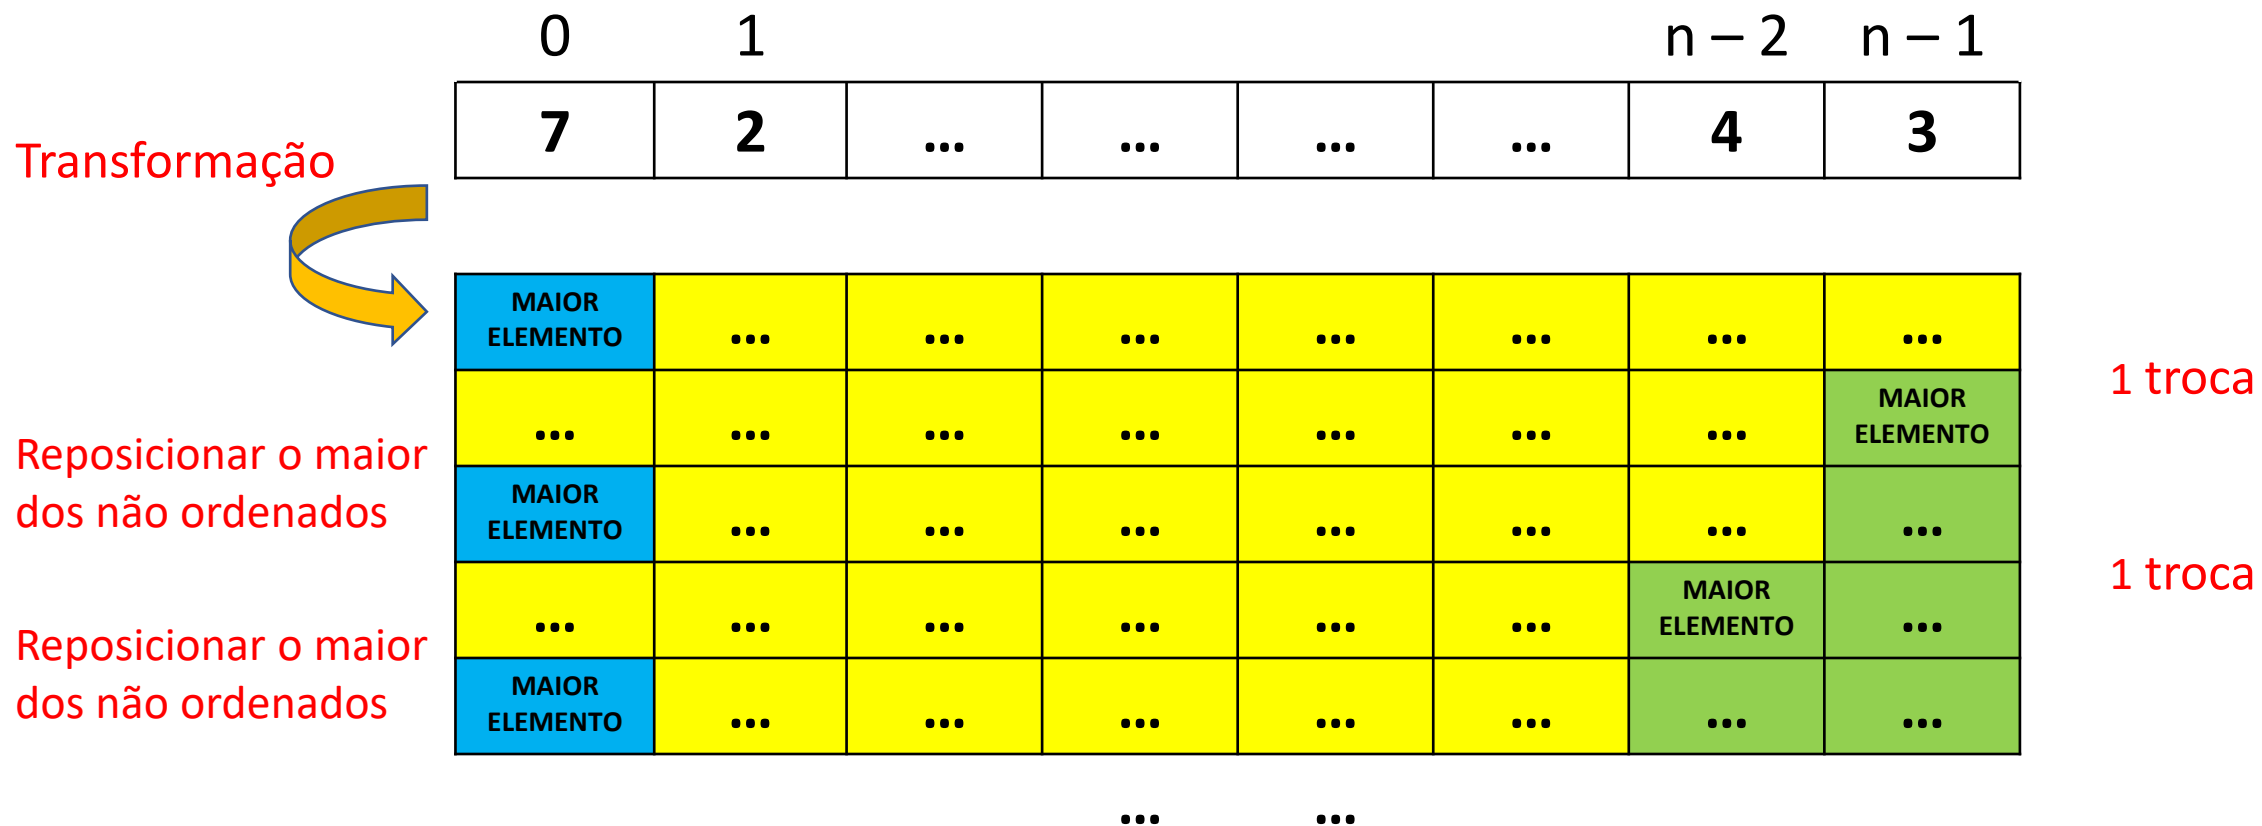 0 1 n – 2 n – 1
7 2 ... ... ... ... 4 3
Transformação
MAIOR
ELEMENTO ... ... ... ... ... ... ...
1 troca
... ... ... ... ... ... ... MAIOR
ELEMENTO
Reposicionar o maior
dos não ordenados
MAIOR
ELEMENTO ... ... ... ... ... ... ...
1 troca
... ... ... ... ... ... MAIOR
ELEMENTO ...
Reposicionar o maior
dos não ordenados
MAIOR
ELEMENTO ... ... ... ... ... ... ...
... ...